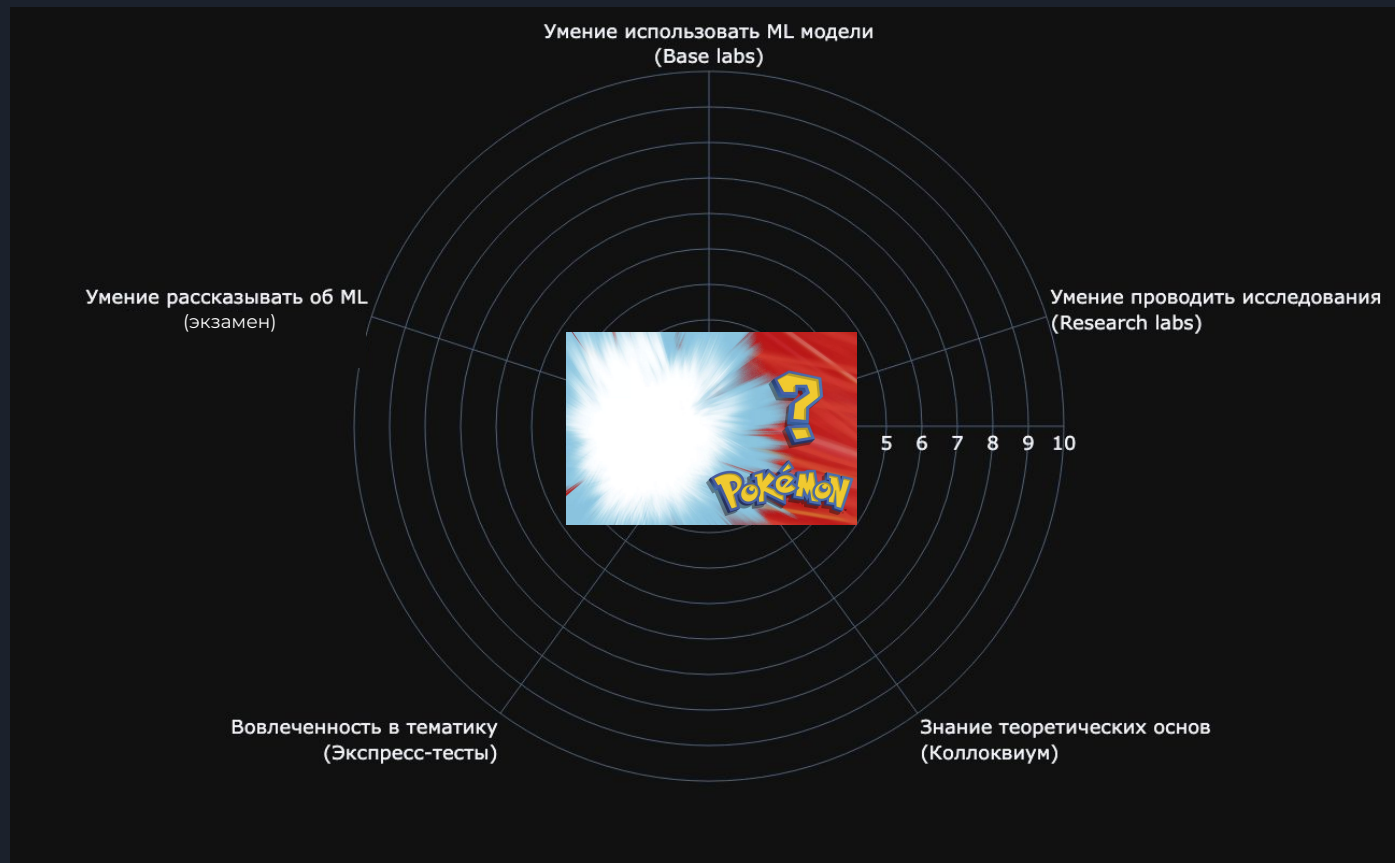 Умение использовать ML модели
(Base labs)
Умение рассказывать об ML
(экзамен)
Умение проводить исследования
(Research labs)
?
POKéMON
5 6 7 8 9 10
Вовлеченность в тематику
(Экспресс-тесты)
Знание теоретических основ
(Коллоквиум)